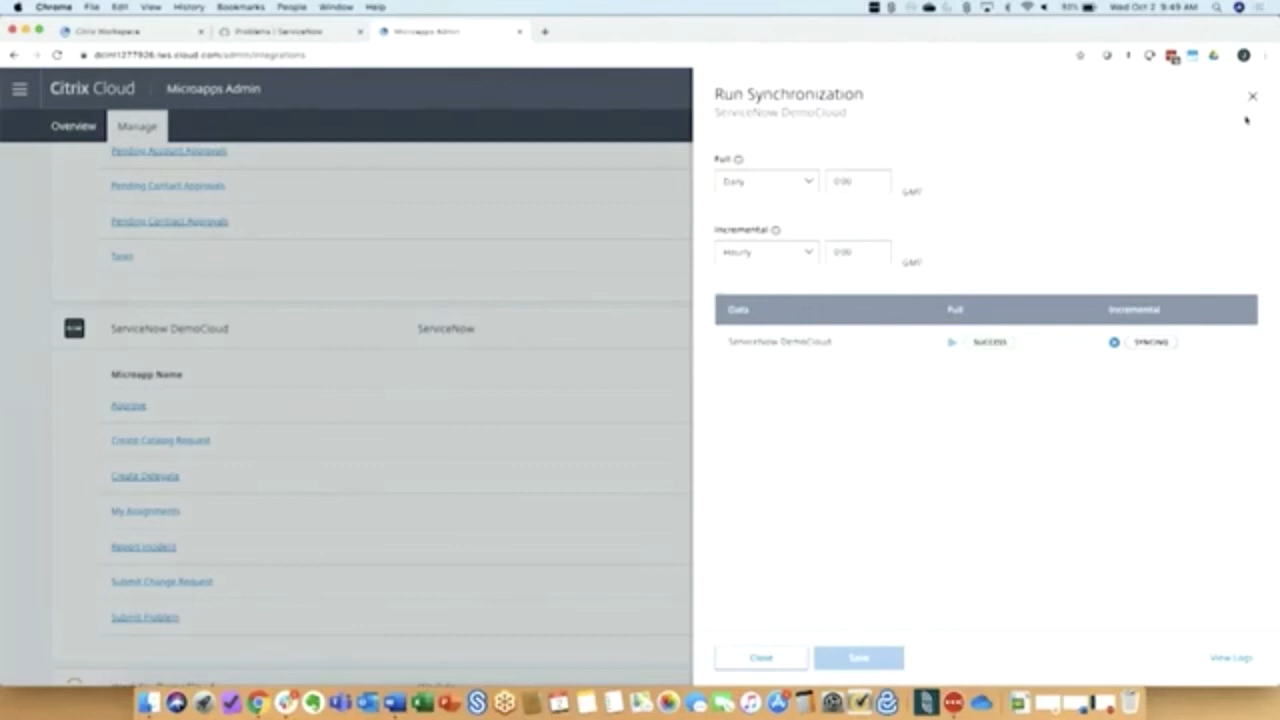 Chrome File Edit View History Bookmarks People Window Help
Wed Oct 2 9:49 AM
Citrix Workspace
Problems | ServiceNow
Microapps Admin
Citrix Cloud
Microapps Admin
Overview
Manage
Pending Account Approvals
Pending Contact Approvals
Pending Contract Approvals
Tasks
ServiceNow DemoCloud
ServiceNow
Microapp Name
Approve
Create Catalog Request
Create Delegate
My Assignments
Report Incident
Submit Change Request
Submit Problem
Run Synchronization
ServiceNow DemoCloud
Full
Daily
0:00
GMT
Incremental
Hourly
0:00
GMT
Data Full Incremental
ServiceNow DemoCloud SUCCESS SYNCING
Close
Save
View Logs